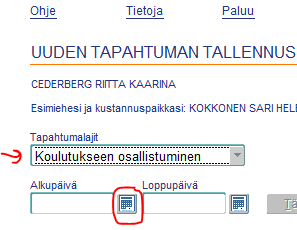 Ohje Tietoja Paluu
UUDEN TAPAHTUMAN TALLENNUS
CEDERBERG RIITTA KAARINA
Esimiehesi ja kustannuspaikkasi: KOKKONEN SARI HEL
Tapahtumalajit
Koulutukseen osallistuminen
Alkupäivä Loppupäivä